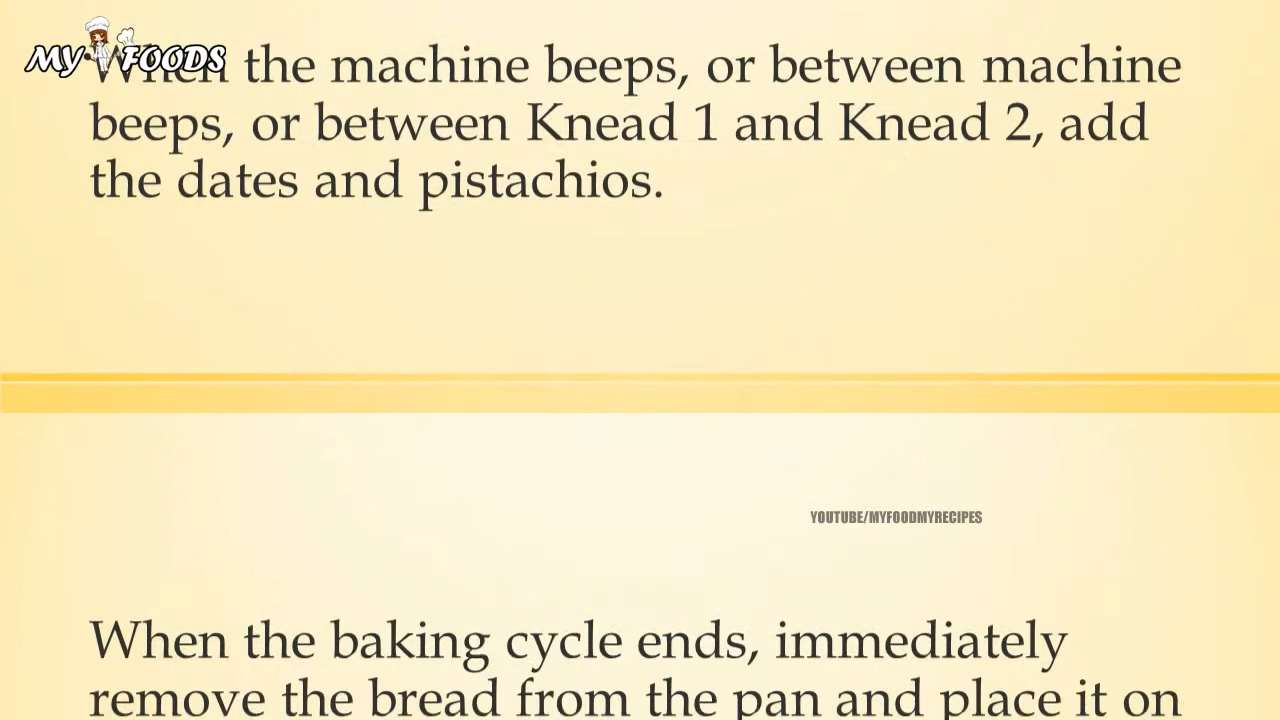 MY FOODS
When the machine beeps, or between machine
beeps, or between Knead 1 and Knead 2, add
the dates and pistachios.
YOUTUBE/MYFOODMYRECIPES
When the baking cycle ends, immediately
remove the bread from the pan and place it on